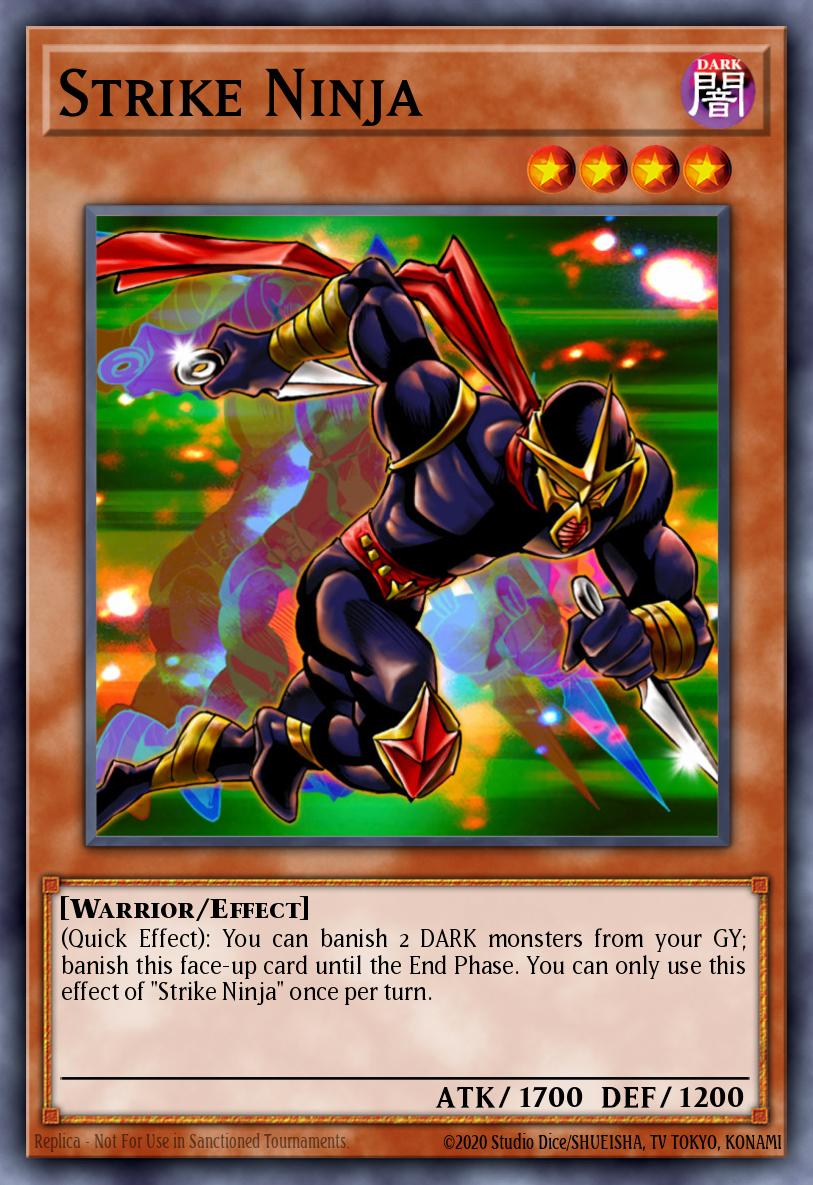 Strike Ninja
DARK
闇
[Warrior/Effect]
(Quick Effect): You can banish 2 DARK monsters from your GY;
banish this face-up card until the End Phase. You can only use this
effect of "Strike Ninja" once per turn.
ATK/ 1700 DEF/ 1200
Replica - Not For Use in Sanctioned Tournaments.
©2020 Studio Dice/SHUEISHA, TV TOKYO, KONAMI